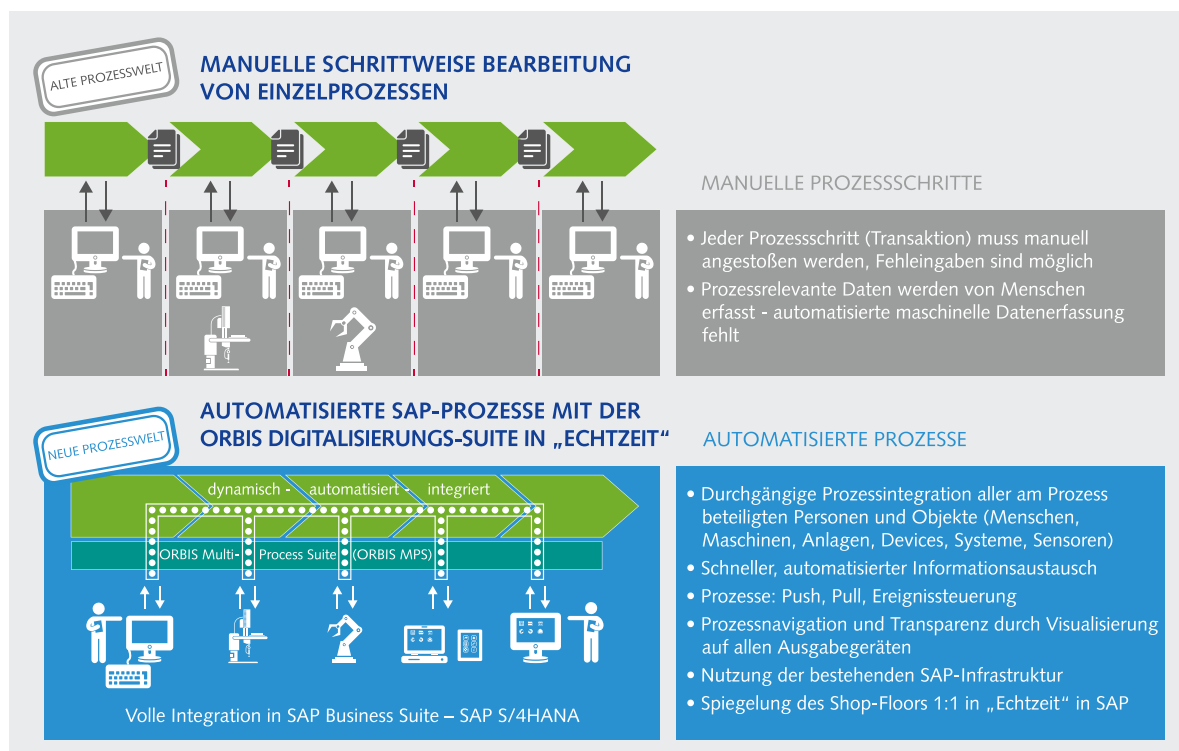 ALTE PROZESSWELT
MANUELLE SCHRITTWEISE BEARBEITUNG
VON EINZELPROZESSEN
MANUELLE PROZESSSCHRITTE
• Jeder Prozessschritt (Transaktion) muss manuell
angestoßen werden, Fehleingaben sind möglich
• Prozessrelevante Daten werden von Menschen
erfasst - automatisierte maschinelle Datenerfassung
fehlt
NEUE PROZESSWELT
AUTOMATISIERTE SAP-PROZESSE MIT DER
ORBIS DIGITALISIERUNGS-SUITE IN „ECHTZEIT“
dynamisch - automatisiert - integriert
ORBIS Multi- Process Suite (ORBIS MPS)
Volle Integration in SAP Business Suite – SAP S/4HANA
AUTOMATISIERTE PROZESSE
• Durchgängige Prozessintegration aller am Prozess
beteiligten Personen und Objekte (Menschen,
Maschinen, Anlagen, Devices, Systeme, Sensoren)
• Schneller, automatisierter Informationsaustausch
• Prozesse: Push, Pull, Ereignissteuerung
• Prozessnavigation und Transparenz durch Visualisierung
auf allen Ausgabegeräten
• Nutzung der bestehenden SAP-Infrastruktur
• Spiegelung des Shop-Floors 1:1 in „Echtzeit“ in SAP